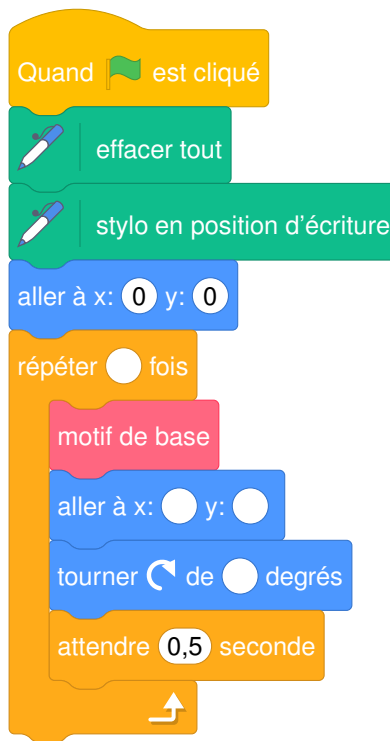 Quand est cliqué
effacer tout
stylo en position d'écriture
aller à x: 0 y: 0
répéter fois
motif de base
aller à x: y:
tourner de degrés
attendre 0,5 seconde